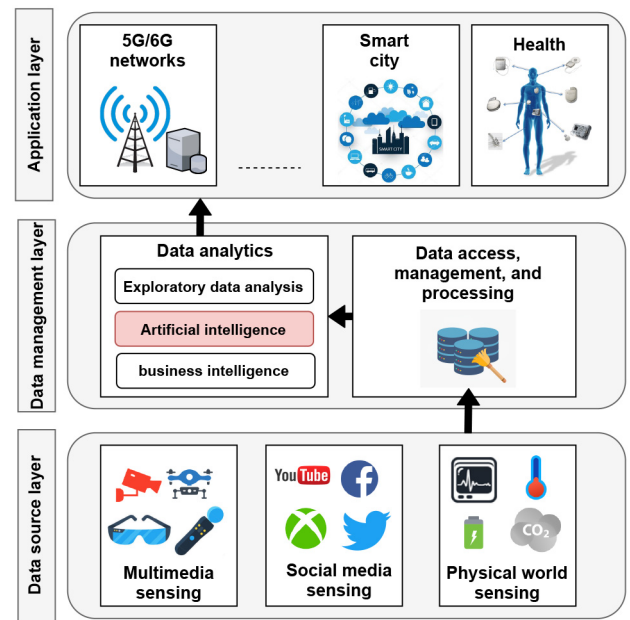 Application layer
5G/6G
networks
Smart
city
SMART CITY
Health
Data management layer
Data analytics
Exploratory data analysis
Artificial intelligence
business intelligence
Data access,
management, and
processing
Data source layer
Multimedia
sensing
YouTube
f
Social media
sensing
CO2
Physical world
sensing